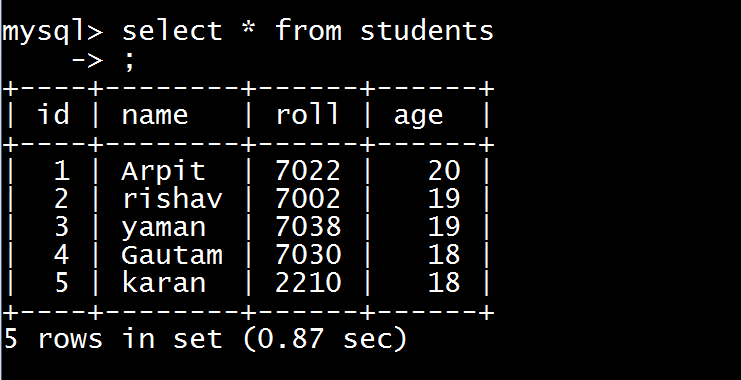 mysql> select * from students
    -> ;
+----+--------+------+------+
| id | name   | roll | age  |
+----+--------+------+------+
|  1 | Arpit  | 7022 |   20 |
|  2 | rishav | 7002 |   19 |
|  3 | yaman  | 7038 |   19 |
|  4 | Gautam | 7030 |   18 |
|  5 | karan  | 2210 |   18 |
+----+--------+------+------+
5 rows in set (0.87 sec)